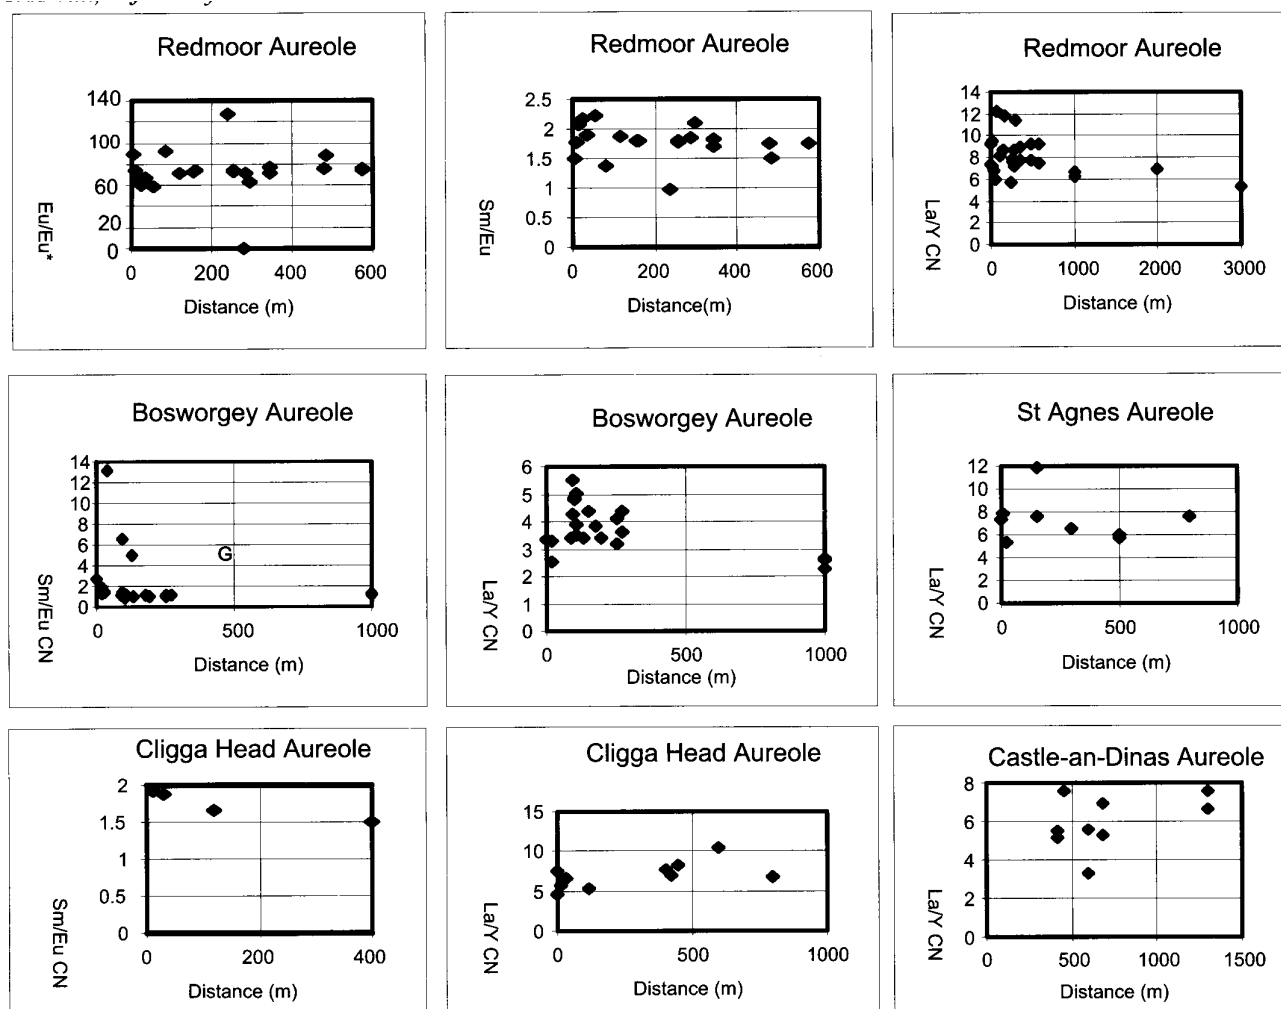 Redmoor Aureole
140
100
60
20
0
Eu/Eu*
0 200 400 600
Distance (m)
Redmoor Aureole
2.5
2
1.5
1
0.5
0
Sm/Eu
0 200 400 600
Distance(m)
Redmoor Aureole
14
12
10
8
6
4
2
0
La/Y CN
0 1000 2000 3000
Distance (m)
Bosworgey Aureole
14
12
10
8
6
4
2
0
G
Sm/Eu CN
0 500 1000
Distance (m)
Bosworgey Aureole
6
5
4
3
2
1
0
La/Y CN
0 500 1000
Distance (m)
St Agnes Aureole
12
10
8
6
4
2
0
La/Y CN
0 500 1000
Distance (m)
Cligga Head Aureole
2
1.5
1
0.5
0
Sm/Eu CN
0 200 400
Distance (m)
Cligga Head Aureole
15
10
5
0
La/Y CN
0 500 1000
Distance (m)
Castle-an-Dinas Aureole
8
6
4
2
0
La/Y CN
0 500 1000 1500
Distance (m)